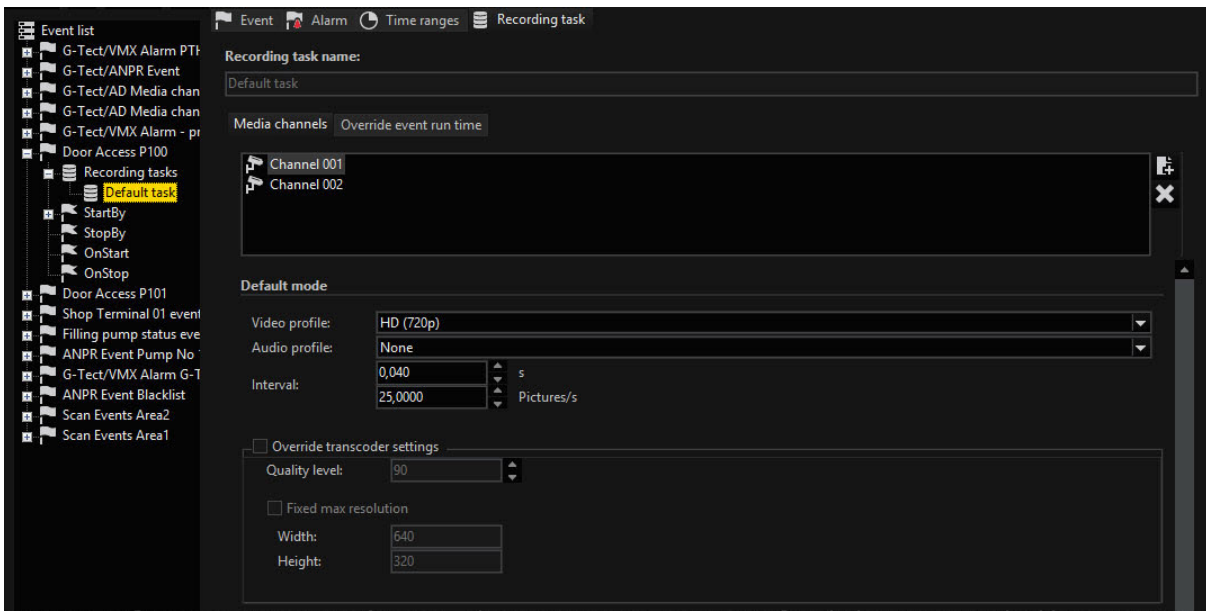 Event list
G-Tect/VMX Alarm PTH
G-Tect/ANPR Event
G-Tect/AD Media chan
G-Tect/AD Media chan
G-Tect/VMX Alarm - pr
Door Access P100
Recording tasks
Default task
StartBy
StopBy
OnStart
OnStop
Door Access P101
Shop Terminal 01 event
Filling pump status eve
ANPR Event Pump No
G-Tect/VMX Alarm G-T
ANPR Event Blacklist
Scan Events Area2
Scan Events Area1
Event Alarm Time ranges Recording task
Recording task name:
Default task
Media channels Override event run time
Channel 001
Channel 002
Default mode
Video profile: HD (720p)
Audio profile: None
Interval: 0,040 s
25,0000 Pictures/s
Override transcoder settings
Quality level: 90
Fixed max resolution
Width: 640
Height: 320